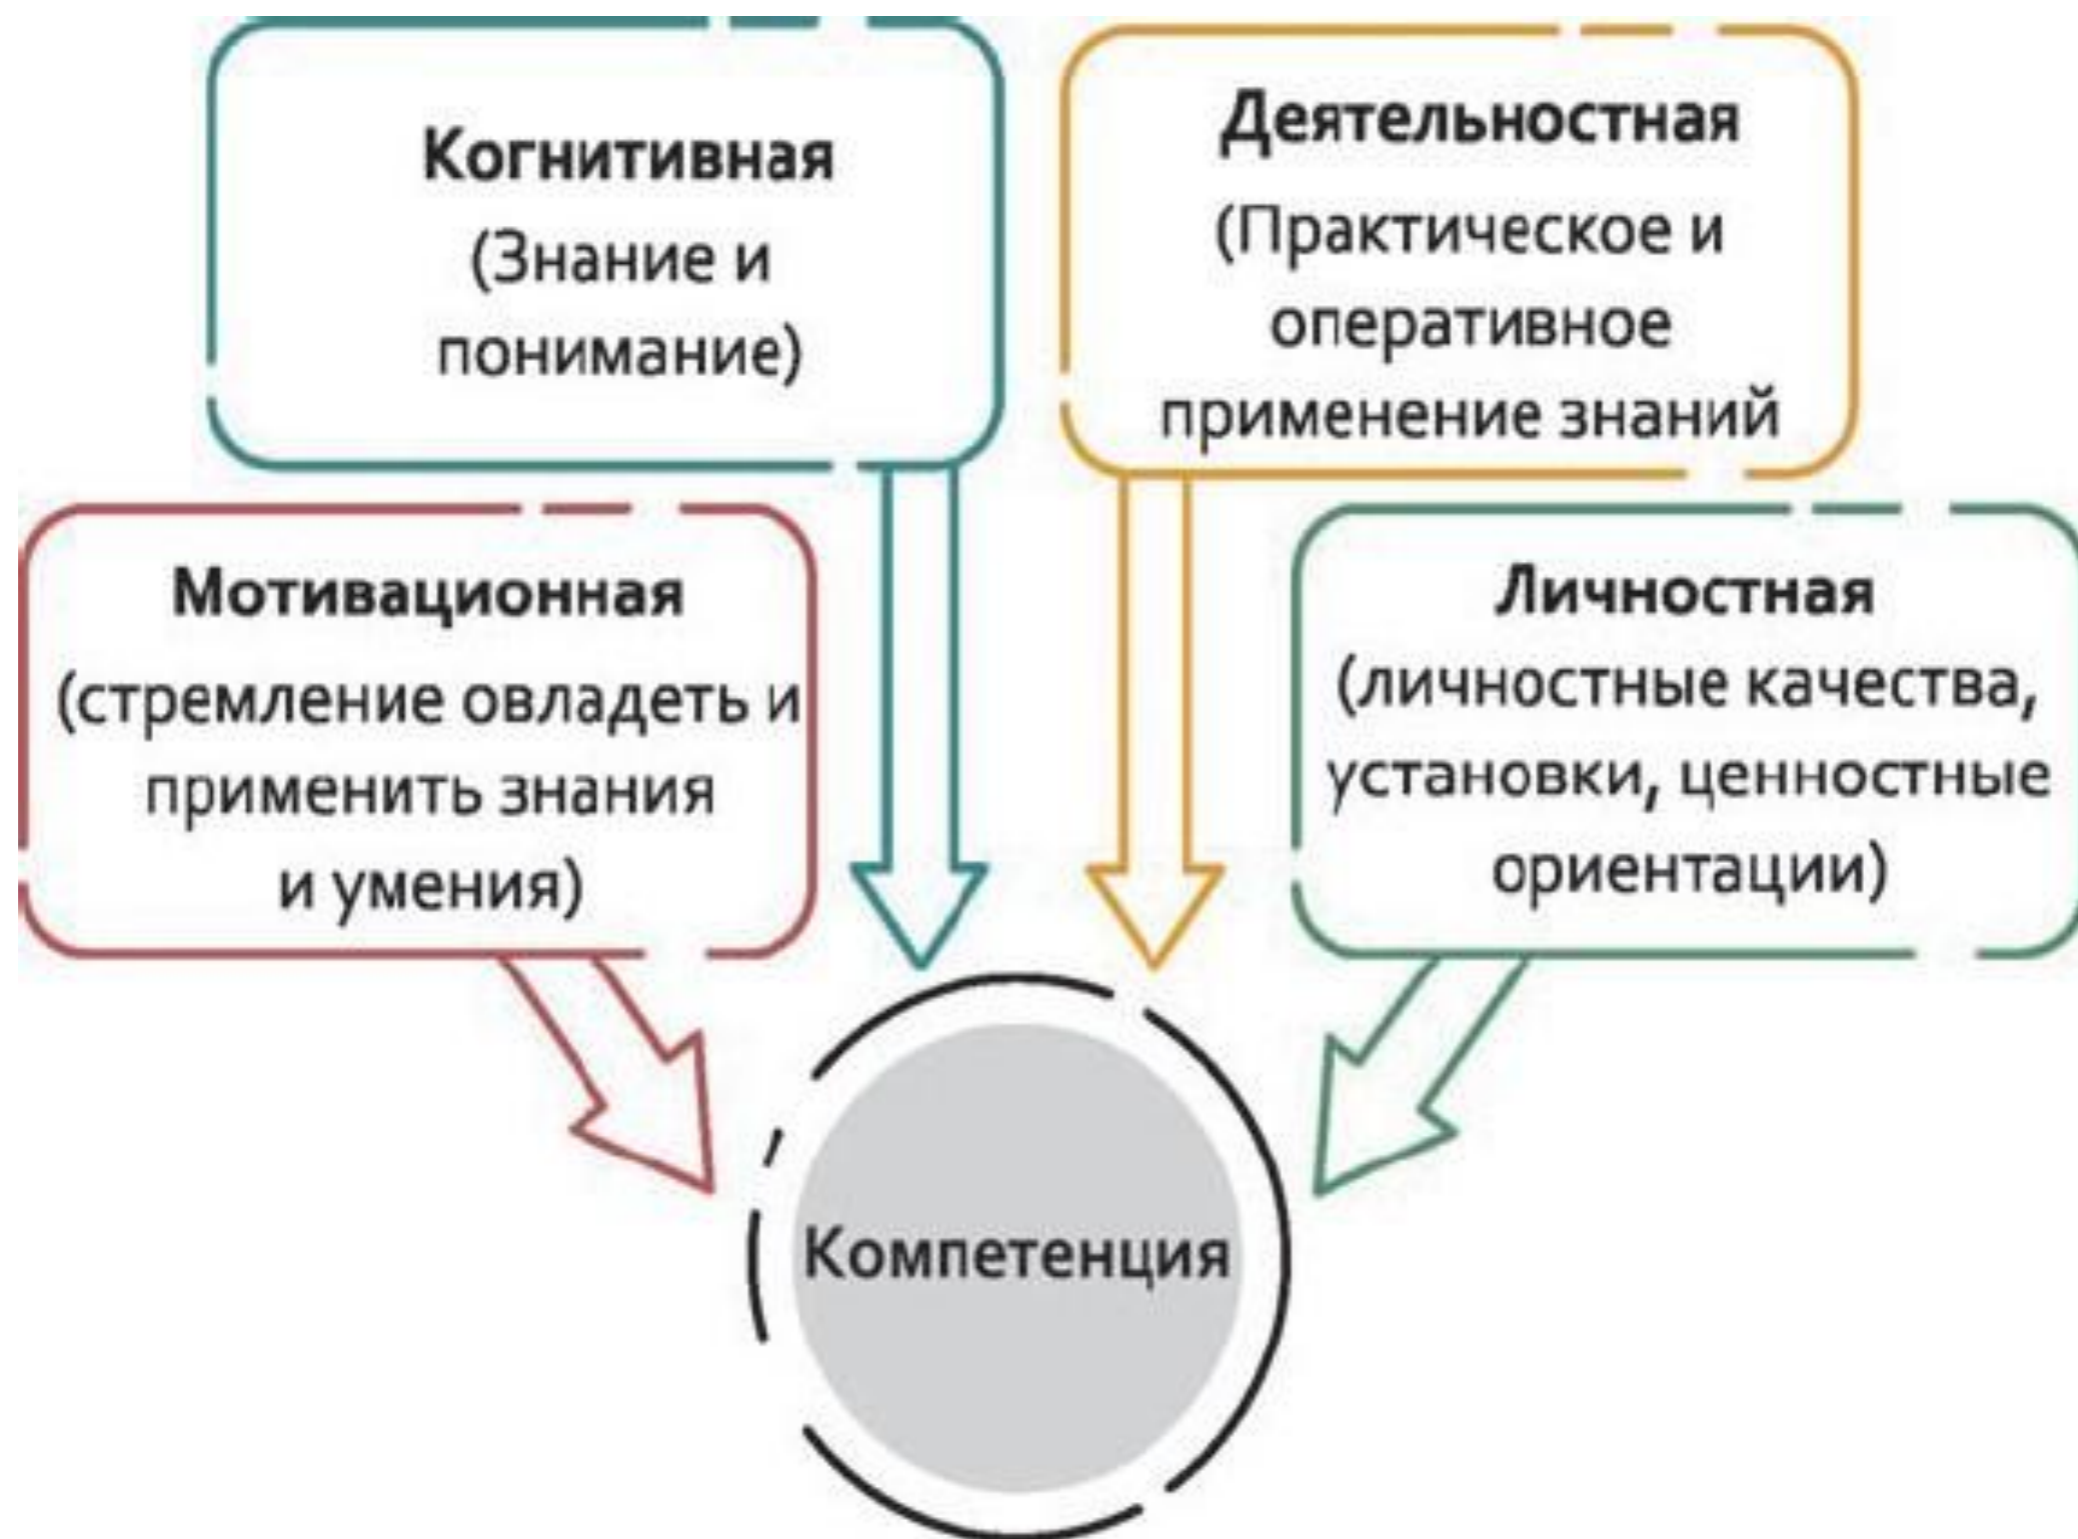 Когнитивная
(Знание и
понимание)
Деятельностная
(Практическое и
оперативное
применение знаний
Мотивационная
(стремление овладеть и
применить знания
и умения)
Личностная
(личностные качества,
установки, ценностные
ориентации)
Компетенция